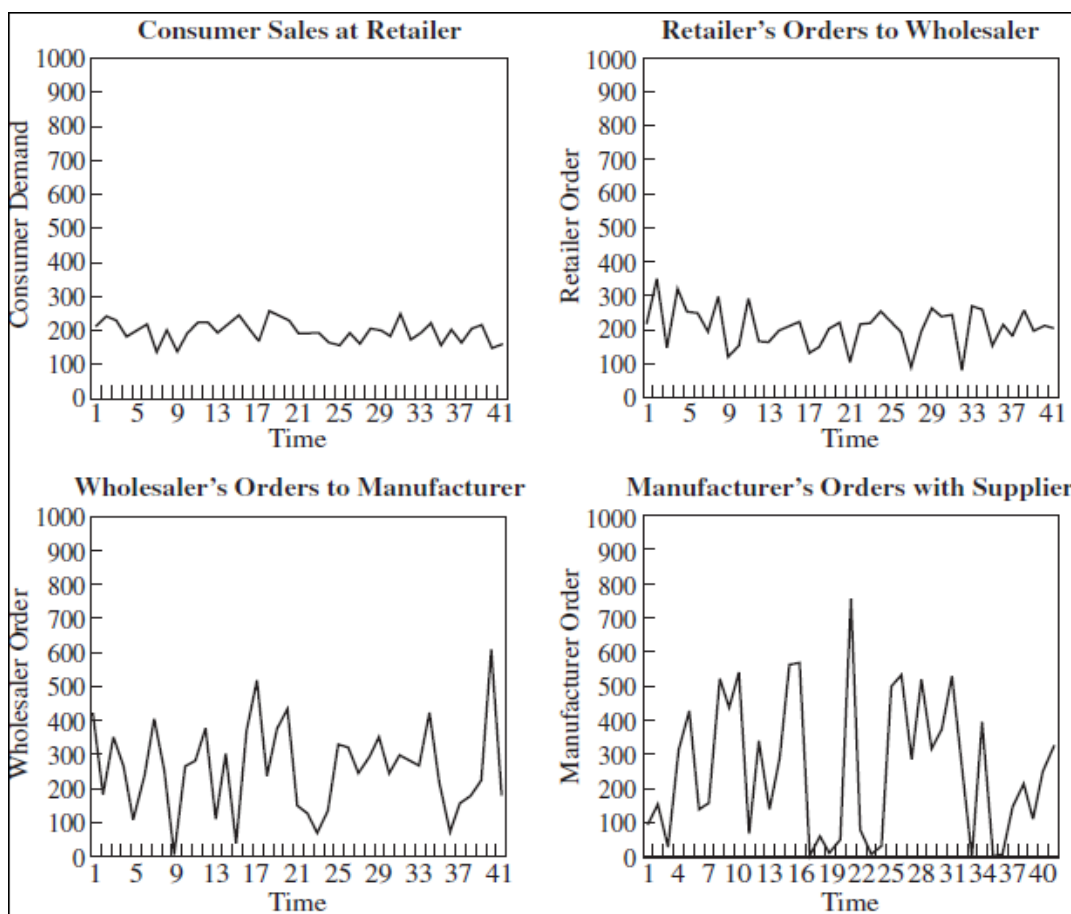 Consumer Sales at Retailer
1000
900
800
700
600
500
400
300
200
100
0
Consumer Demand
1 5 9 13 17 21 25 29 33 37 41
Time
Retailer's Orders to Wholesaler
1000
900
800
700
600
500
400
300
200
100
0
Retailer Order
1 5 9 13 17 21 25 29 33 37 41
Time
Wholesaler's Orders to Manufacturer
1000
900
800
700
600
500
400
300
200
100
0
Wholesaler Order
1 5 9 13 17 21 25 29 33 37 41
Time
Manufacturer's Orders with Supplier
1000
900
800
700
600
500
400
300
200
100
0
Manufacturer Order
1 4 7 10 13 16 19 22 25 28 31 34 37 40
Time